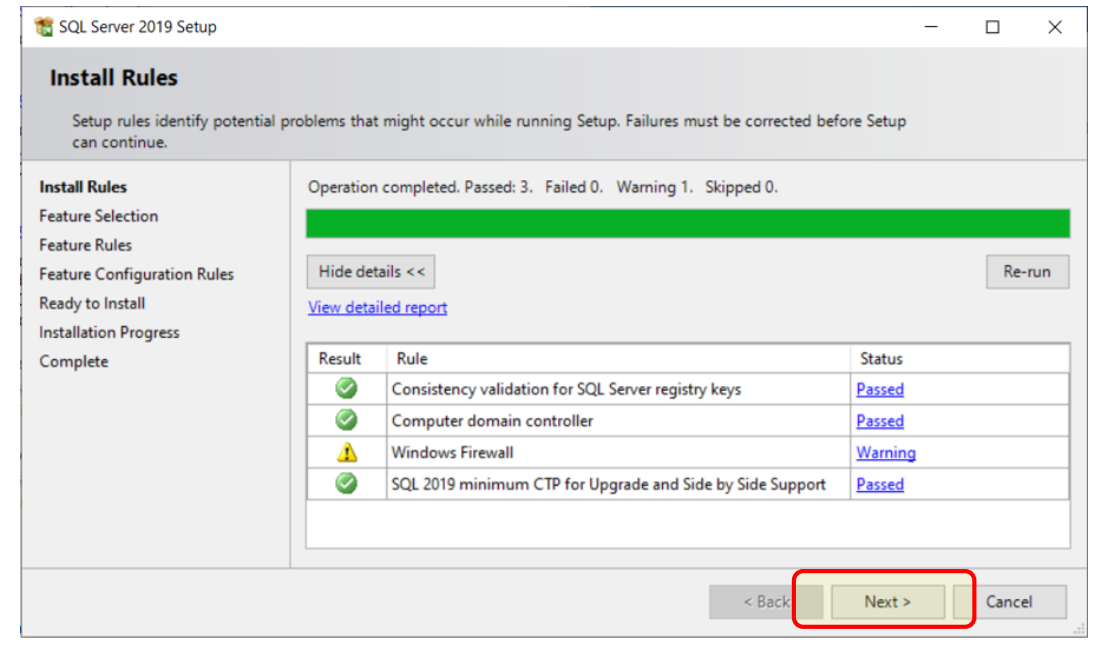 SQL Server 2019 Setup
Install Rules
Setup rules identify potential problems that might occur while running Setup. Failures must be corrected before Setup
can continue.
Install Rules
Feature Selection
Feature Rules
Feature Configuration Rules
Ready to Install
Installation Progress
Complete
Operation completed. Passed: 3.   Failed 0.   Warning 1.   Skipped 0.
Hide details <<
Re-run
View detailed report
Result Rule Status
Consistency validation for SQL Server registry keys Passed
Computer domain controller Passed
Windows Firewall Warning
SQL 2019 minimum CTP for Upgrade and Side by Side Support Passed
< Back Next > Cancel